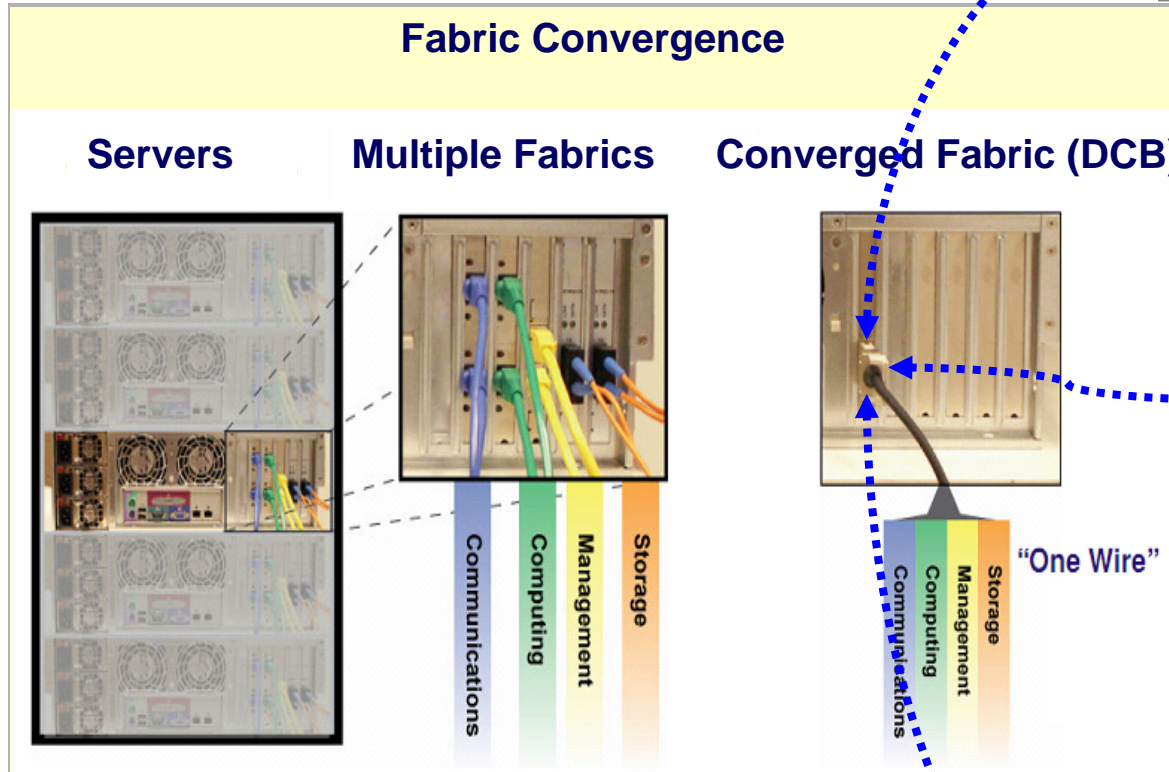 Fabric Convergence
Servers
Multiple Fabrics
Converged Fabric (DCB)
Communications
Computing
Management
Storage
Communications
Computing
Management
Storage
“One Wire”